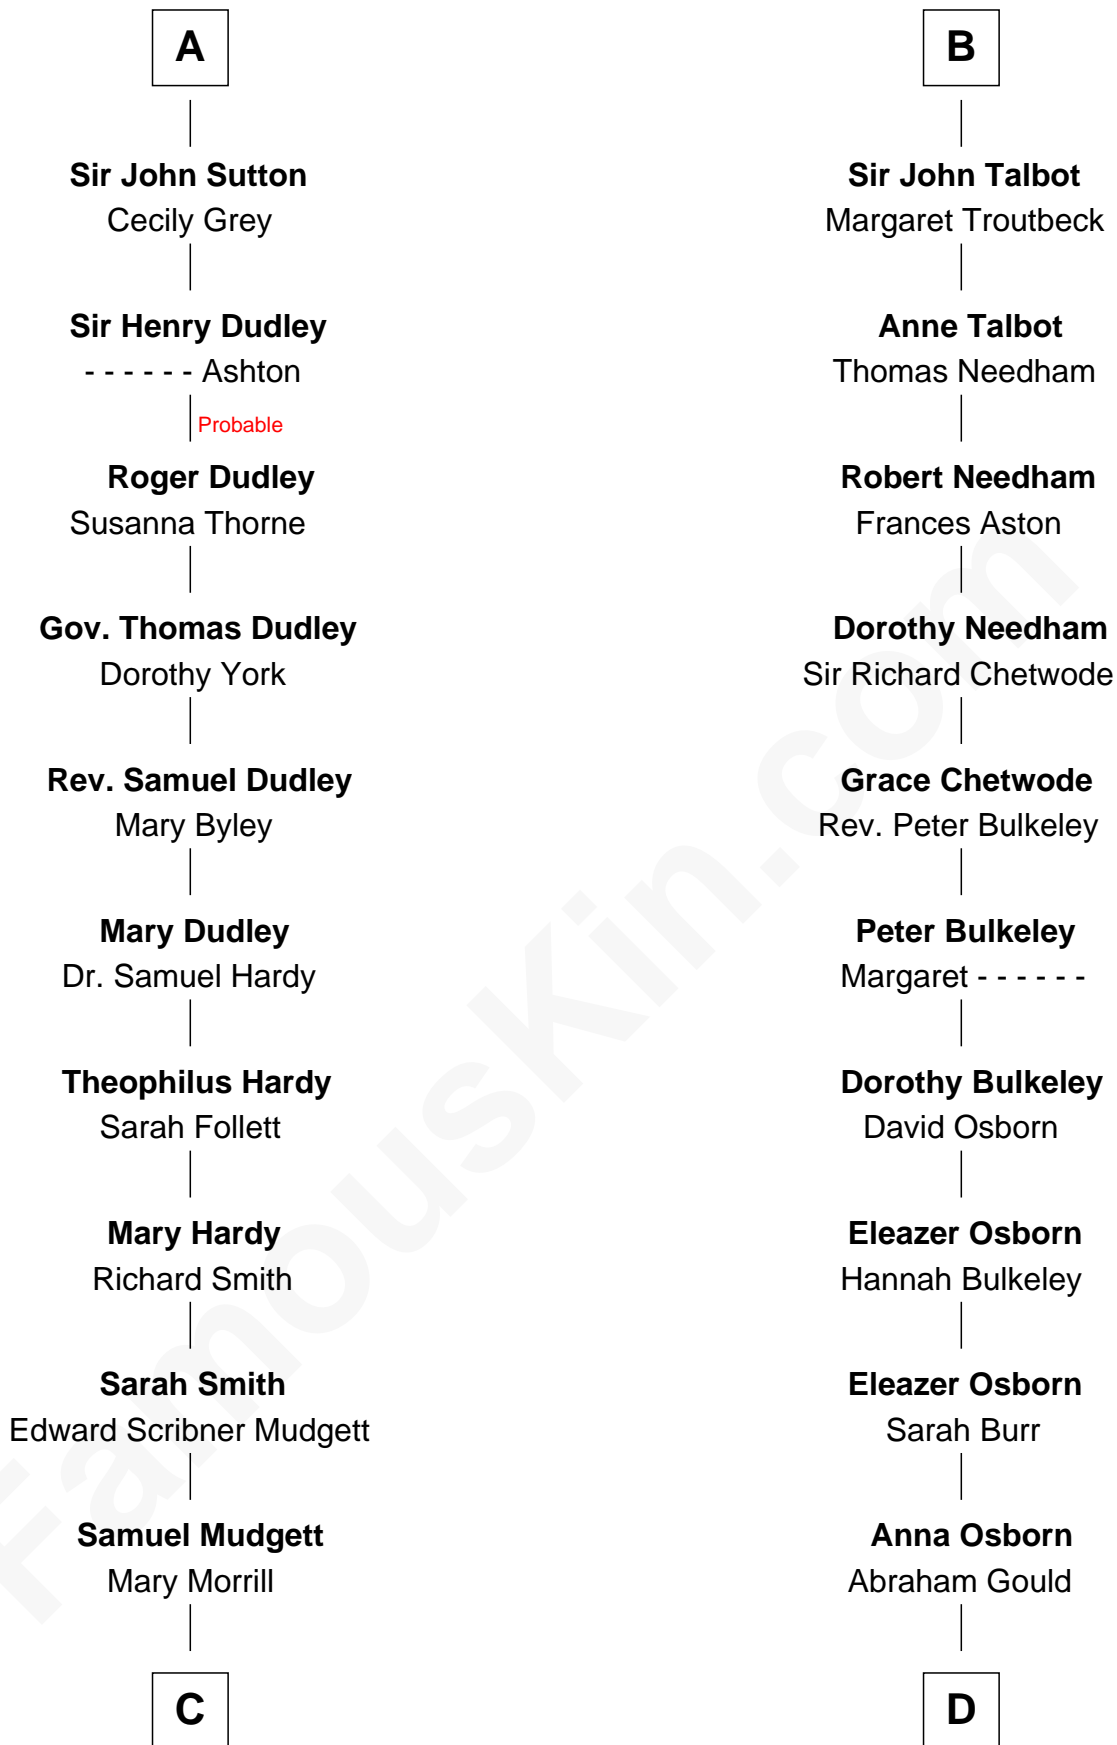 A
Sir John Sutton
Cecily Grey
Sir Henry Dudley
- - - - - - Ashton
Probable
Roger Dudley
Susanna Thorne
Gov. Thomas Dudley
Dorothy York
Rev. Samuel Dudley
Mary Byley
Mary Dudley
Dr. Samuel Hardy
Theophilus Hardy
Sarah Follett
Mary Hardy
Richard Smith
Sarah Smith
Edward Scribner Mudgett
Samuel Mudgett
Mary Morrill
C
B
Sir John Talbot
Margaret Troutbeck
Anne Talbot
Thomas Needham
Robert Needham
Frances Aston
Dorothy Needham
Sir Richard Chetwode
Grace Chetwode
Rev. Peter Bulkeley
Peter Bulkeley
Margaret - - - - - -
Dorothy Bulkeley
David Osborn
Eleazer Osborn
Hannah Bulkeley
Eleazer Osborn
Sarah Burr
Anna Osborn
Abraham Gould
D
FamousKin.com